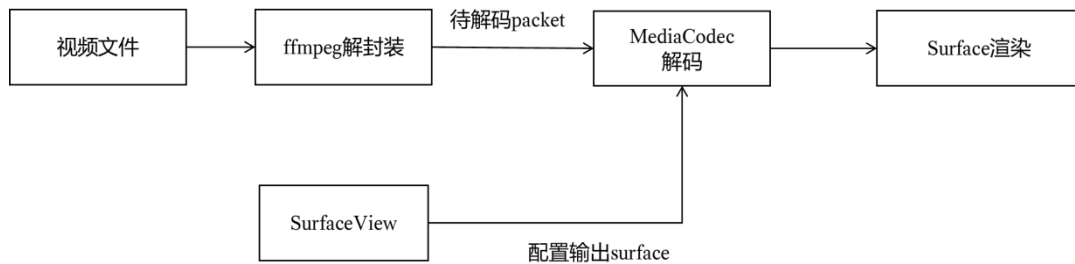 视频文件
ffmpeg解封装
待解码packet
MediaCodec
解码
Surface渲染
SurfaceView
配置输出surface